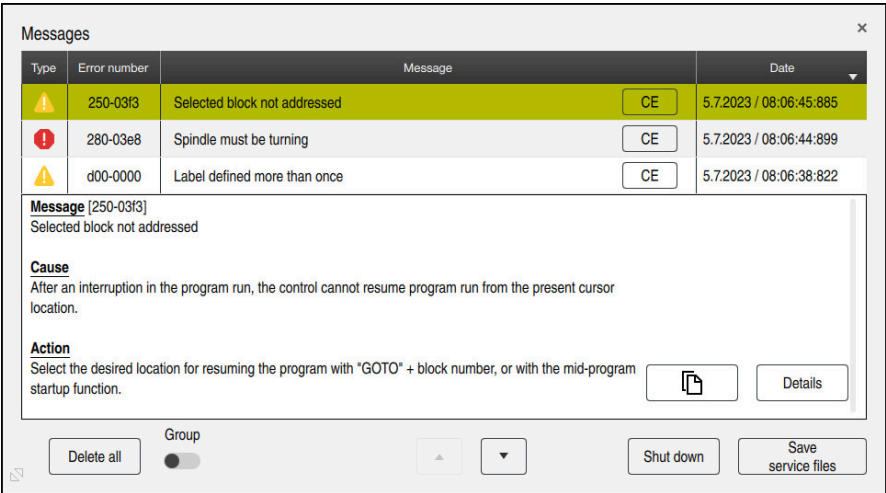 Messages
Type Error number Message Date
250-03f3 Selected block not addressed CE 5.7.2023 / 08:06:45:885
280-03e8 Spindle must be turning CE 5.7.2023 / 08:06:44:899
d00-0000 Label defined more than once CE 5.7.2023 / 08:06:38:822
Message [250-03f3]
Selected block not addressed
Cause
After an interruption in the program run, the control cannot resume program run from the present cursor
location.
Action
Select the desired location for resuming the program with "GOTO" + block number, or with the mid-program
startup function.
Details
Delete all
Group
Shut down
Save
service files